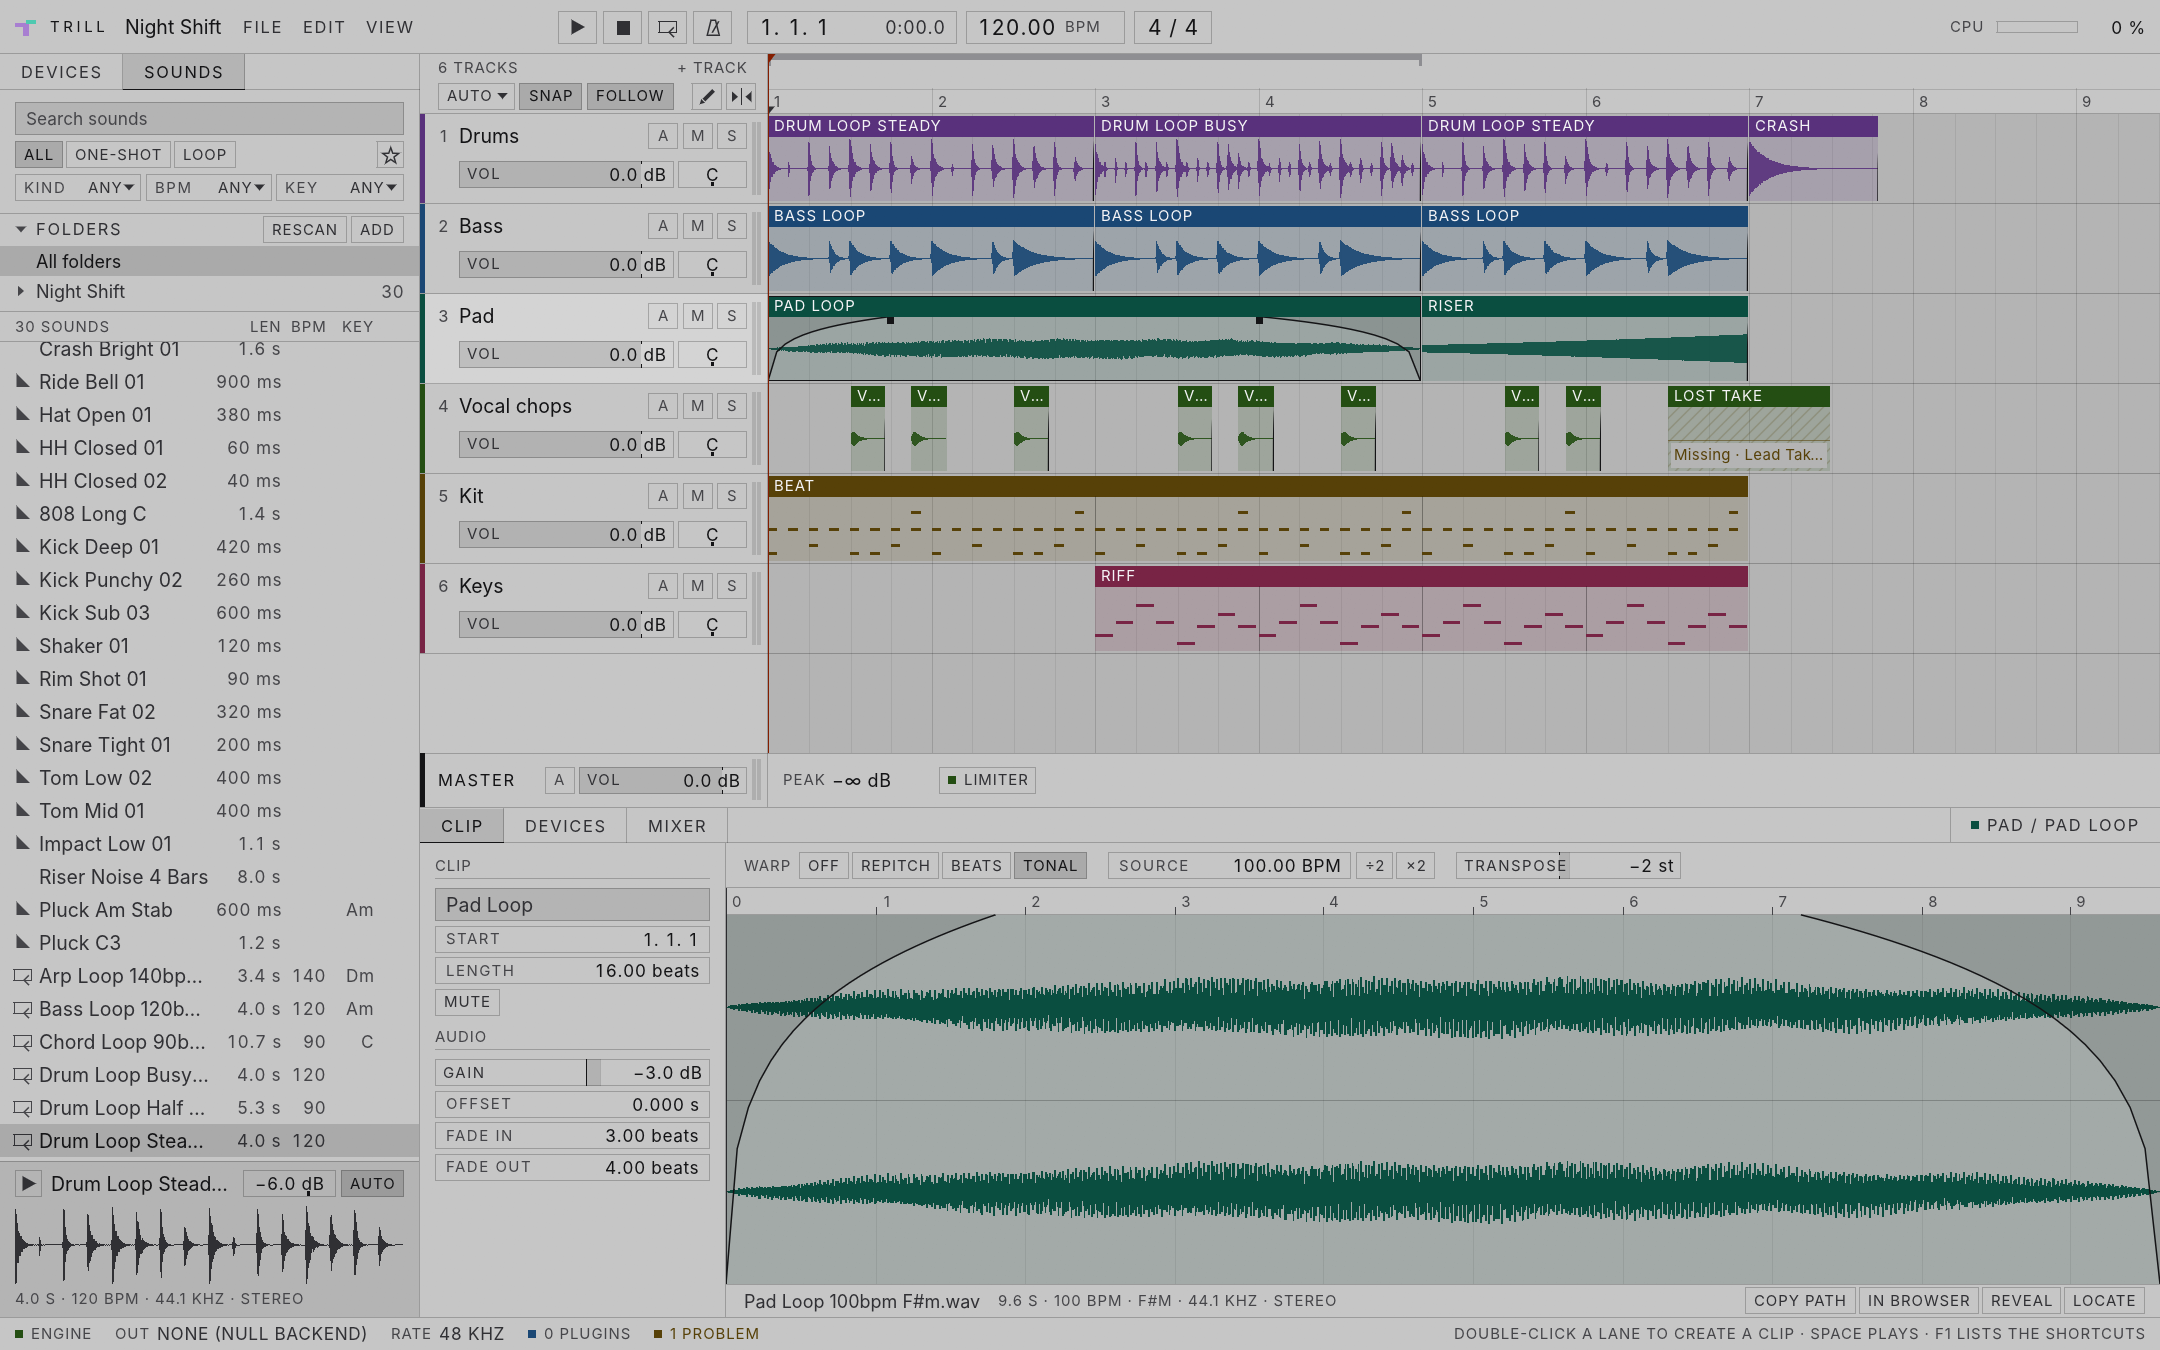 TRILL Night Shift FILE EDIT VIEW 1. 1. 1 0:00.0 120.00 BPM 4 / 4 CPU 0 %
DEVICES SOUNDS
Search sounds
ALL ONE-SHOT LOOP
KIND ANY BPM ANY KEY ANY
FOLDERS RESCAN ADD
All folders
Night Shift 30
30 SOUNDS LEN BPM KEY
Crash Bright 01 1.6 s
Ride Bell 01 900 ms
Hat Open 01 380 ms
HH Closed 01 60 ms
HH Closed 02 40 ms
808 Long C 1.4 s
Kick Deep 01 420 ms
Kick Punchy 02 260 ms
Kick Sub 03 600 ms
Shaker 01 120 ms
Rim Shot 01 90 ms
Snare Fat 02 320 ms
Snare Tight 01 200 ms
Tom Low 02 400 ms
Tom Mid 01 400 ms
Impact Low 01 1.1 s
Riser Noise 4 Bars 8.0 s
Pluck Am Stab 600 ms Am
Pluck C3 1.2 s
Arp Loop 140bp... 3.4 s 140 Dm
Bass Loop 120b... 4.0 s 120 Am
Chord Loop 90b... 10.7 s 90 C
Drum Loop Busy... 4.0 s 120
Drum Loop Half ... 5.3 s 90
Drum Loop Stea... 4.0 s 120
Drum Loop Stead... −6.0 dB AUTO
4.0 S · 120 BPM · 44.1 KHZ · STEREO
6 TRACKS + TRACK
AUTO SNAP FOLLOW
1 2 3 4 5 6 7 8 9
1 Drums A M S
VOL 0.0 dB C
DRUM LOOP STEADY DRUM LOOP BUSY DRUM LOOP STEADY CRASH
2 Bass A M S
VOL 0.0 dB C
BASS LOOP BASS LOOP BASS LOOP
3 Pad A M S
VOL 0.0 dB C
PAD LOOP RISER
4 Vocal chops A M S
VOL 0.0 dB C
V... V... V... V... V... V... V... V... LOST TAKE
Missing · Lead Tak...
5 Kit A M S
VOL 0.0 dB C
BEAT
6 Keys A M S
VOL 0.0 dB C
RIFF
MASTER A VOL 0.0 dB PEAK −∞ dB LIMITER
CLIP DEVICES MIXER PAD / PAD LOOP
CLIP
Pad Loop
START 1. 1. 1
LENGTH 16.00 beats
MUTE
AUDIO
GAIN −3.0 dB
OFFSET 0.000 s
FADE IN 3.00 beats
FADE OUT 4.00 beats
WARP OFF REPITCH BEATS TONAL SOURCE 100.00 BPM ÷2 ×2 TRANSPOSE −2 st
0 1 2 3 4 5 6 7 8 9
Pad Loop 100bpm F#m.wav 9.6 S · 100 BPM · F#M · 44.1 KHZ · STEREO COPY PATH IN BROWSER REVEAL LOCATE
ENGINE OUT NONE (NULL BACKEND) RATE 48 KHZ 0 PLUGINS 1 PROBLEM DOUBLE-CLICK A LANE TO CREATE A CLIP · SPACE PLAYS · F1 LISTS THE SHORTCUTS